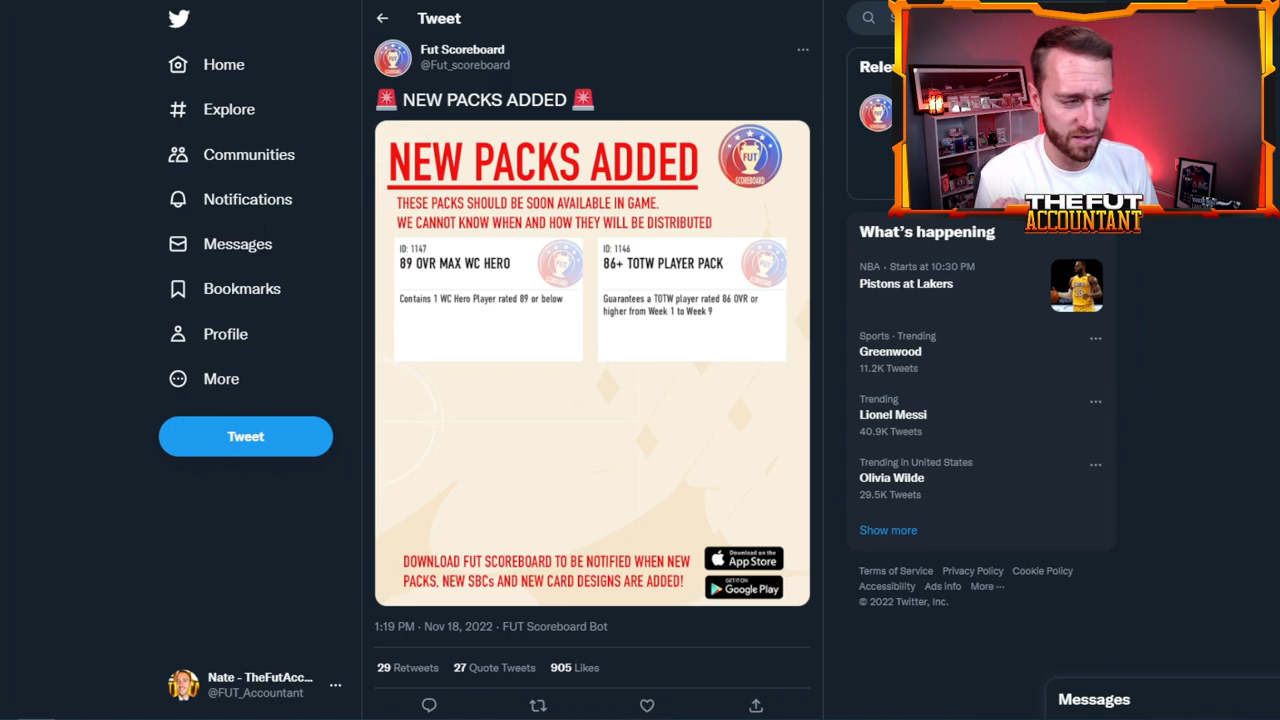 Home
Explore
Communities
Notifications
Messages
Bookmarks
Profile
More
Tweet
Nate - TheFutAcc...
@FUT_Accountant
Tweet
Fut Scoreboard
@Fut_scoreboard
🚨 NEW PACKS ADDED 🚨
NEW PACKS ADDED
FUT
SCOREBOARD
THESE PACKS SHOULD BE SOON AVAILABLE IN GAME.
WE CANNOT KNOW WHEN AND HOW THEY WILL BE DISTRIBUTED
ID: 1147
89 OVR MAX WC HERO
Contains 1 WC Hero Player rated 89 or below
ID: 1146
86+ TOTW PLAYER PACK
Guarantees a TOTW player rated 86 OVR or
higher from Week 1 to Week 9
DOWNLOAD FUT SCOREBOARD TO BE NOTIFIED WHEN NEW
PACKS, NEW SBCs AND NEW CARD DESIGNS ARE ADDED!
Download on the
App Store
GET IT ON
Google Play
1:19 PM · Nov 18, 2022 · FUT Scoreboard Bot
29 Retweets 27 Quote Tweets 905 Likes
THE FUT
ACCOUNTANT
What's happening
NBA · Starts at 10:30 PM
Pistons at Lakers
Sports · Trending
Greenwood
11.2K Tweets
Trending
Lionel Messi
40.9K Tweets
Trending in United States
Olivia Wilde
29.5K Tweets
Show more
Terms of Service Privacy Policy Cookie Policy
Accessibility Ads info More ···
© 2022 Twitter, Inc.
Messages